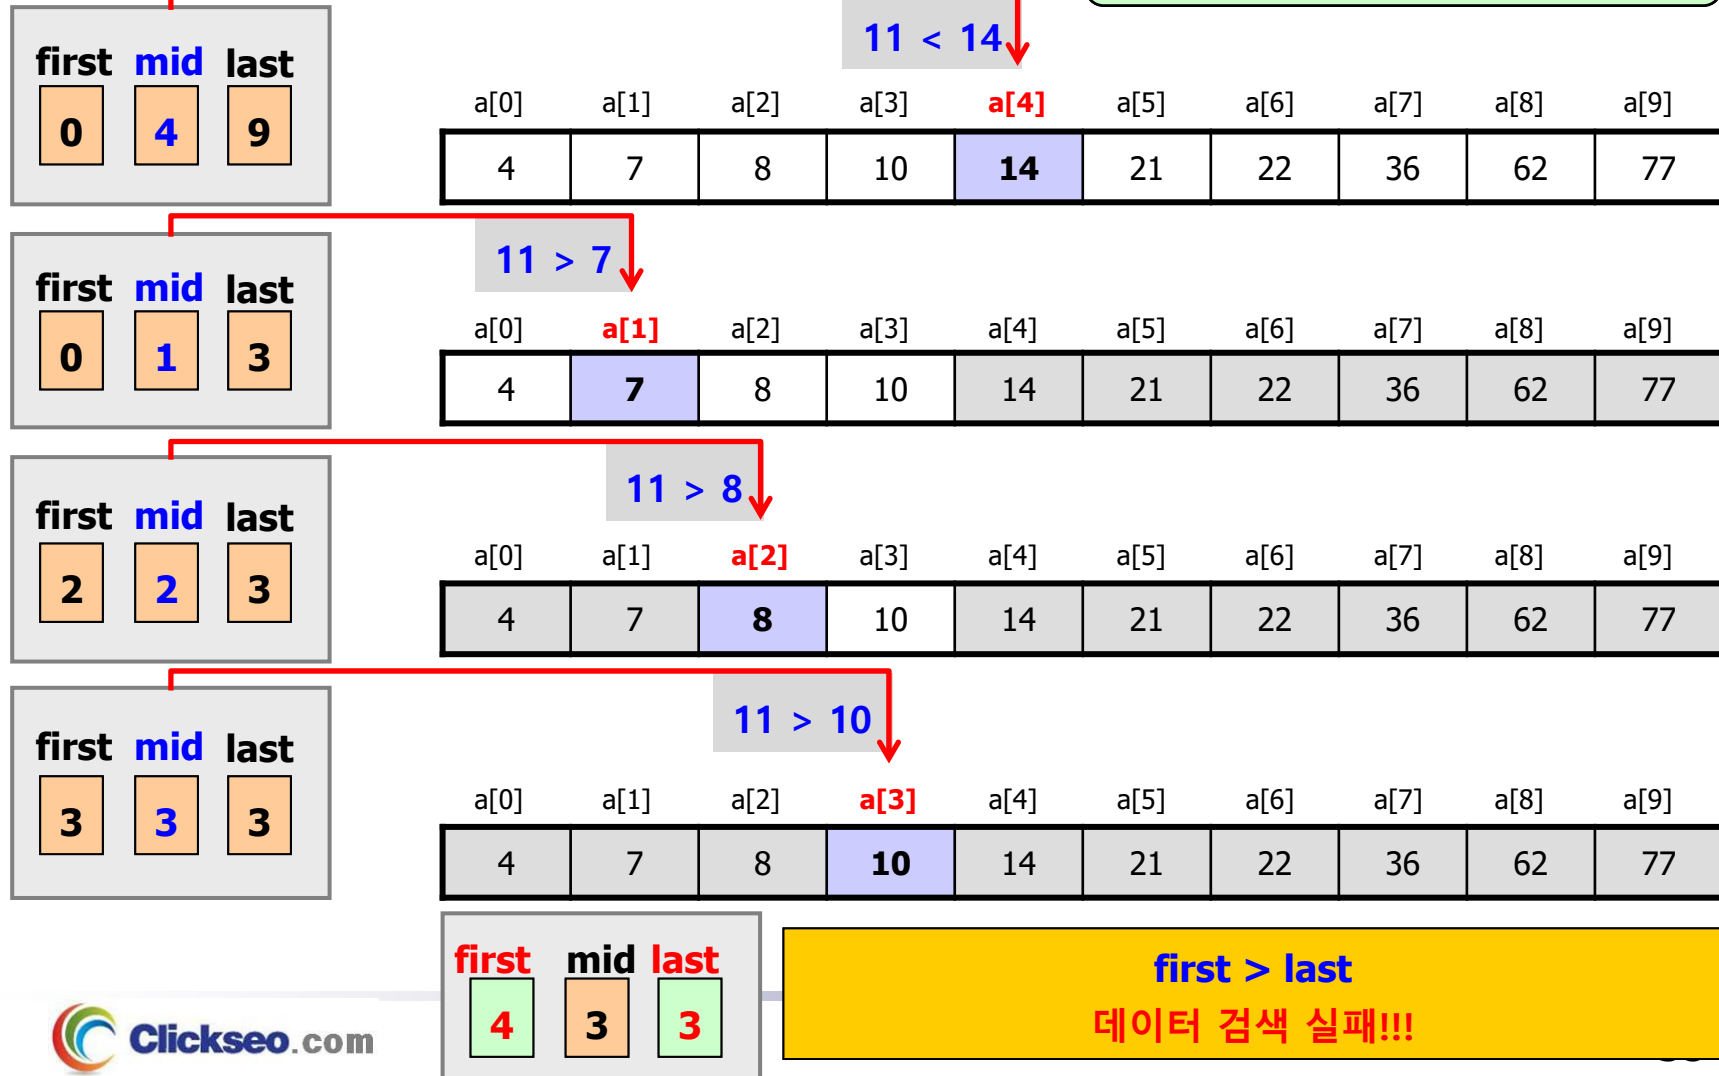 11 < 14
first mid last
0 4 9
a[0] a[1] a[2] a[3] a[4] a[5] a[6] a[7] a[8] a[9]
4 7 8 10 14 21 22 36 62 77
11 > 7
first mid last
0 1 3
a[0] a[1] a[2] a[3] a[4] a[5] a[6] a[7] a[8] a[9]
4 7 8 10 14 21 22 36 62 77
11 > 8
first mid last
2 2 3
a[0] a[1] a[2] a[3] a[4] a[5] a[6] a[7] a[8] a[9]
4 7 8 10 14 21 22 36 62 77
11 > 10
first mid last
3 3 3
a[0] a[1] a[2] a[3] a[4] a[5] a[6] a[7] a[8] a[9]
4 7 8 10 14 21 22 36 62 77
first mid last
4 3 3
first > last
데이터 검색 실패!!!
Clickseo.com